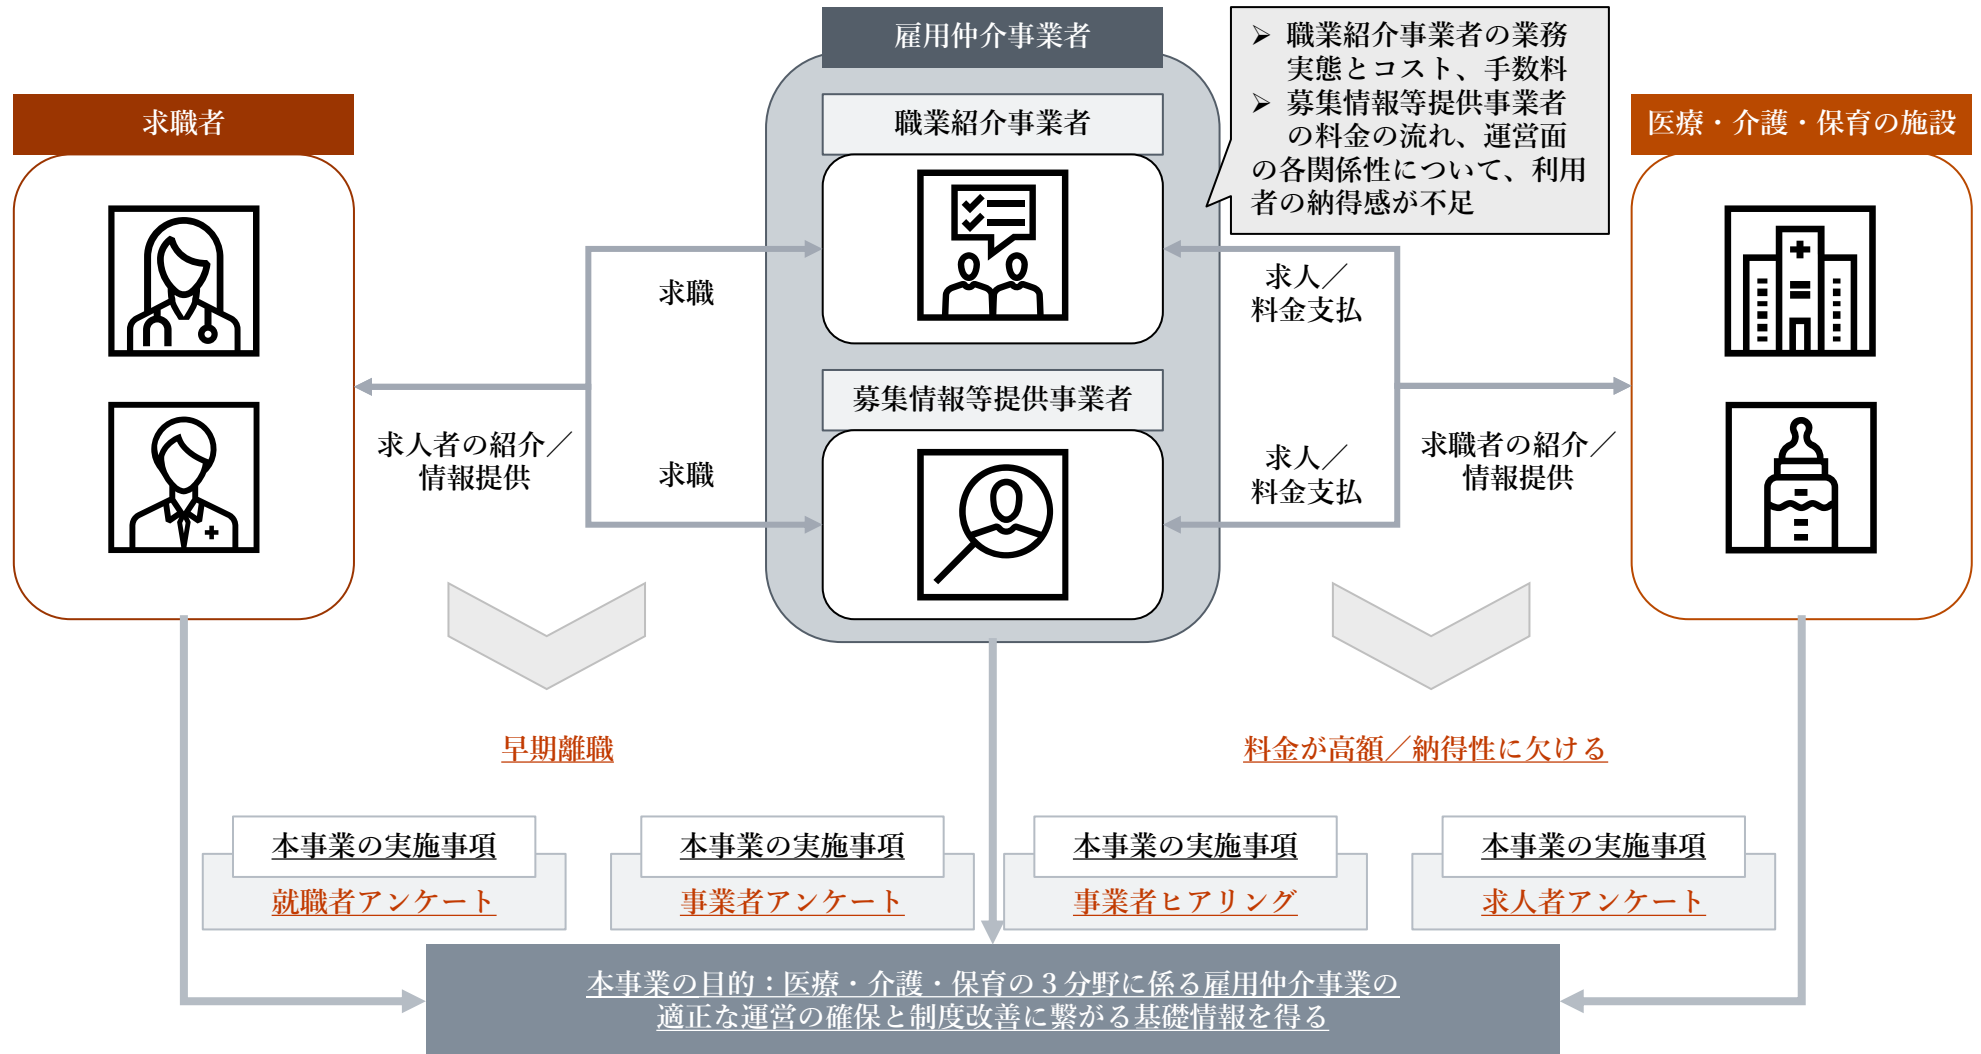 雇用仲介事業者
➢ 職業紹介事業者の業務
実態とコスト、手数料
➢ 募集情報等提供事業者
の料金の流れ、運営面
の各関係性について、利用
者の納得感が不足
求職者
職業紹介事業者
医療・介護・保育の施設
求職
求人／
料金支払
募集情報等提供事業者
求人者の紹介／
情報提供
求職
求人／
料金支払
求職者の紹介／
情報提供
早期離職
料金が高額／納得性に欠ける
本事業の実施事項
就職者アンケート
本事業の実施事項
事業者アンケート
本事業の実施事項
事業者ヒアリング
本事業の実施事項
求人者アンケート
本事業の目的：医療・介護・保育の３分野に係る雇用仲介事業の
適正な運営の確保と制度改善に繋がる基礎情報を得る